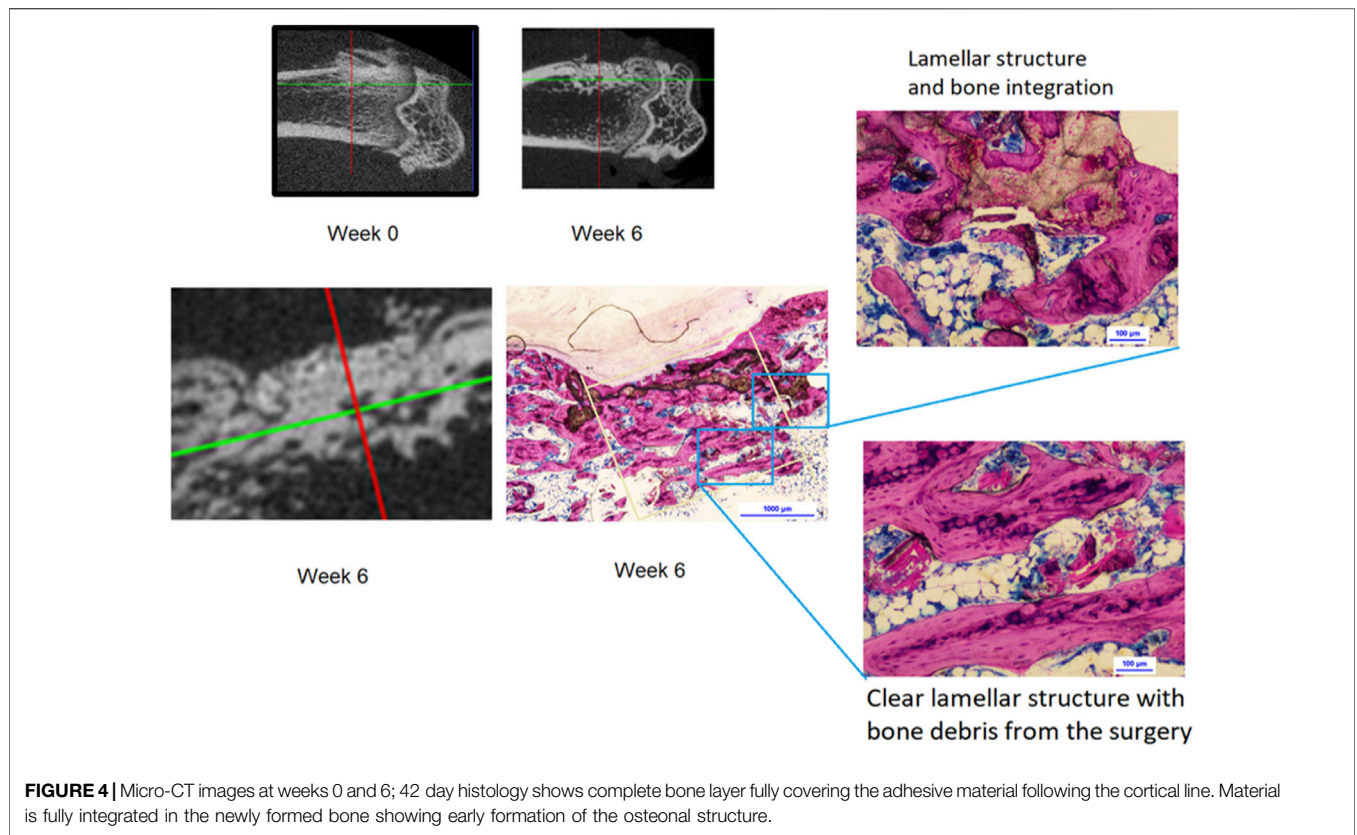 Lamellar structure
and bone integration
Week 0
Week 6
100 µm
1000 µm
Week 6
Week 6
100 µm
Clear lamellar structure with
bone debris from the surgery
FIGURE 4 | Micro-CT images at weeks 0 and 6; 42 day histology shows complete bone layer fully covering the adhesive material following the cortical line. Material
is fully integrated in the newly formed bone showing early formation of the osteonal structure.